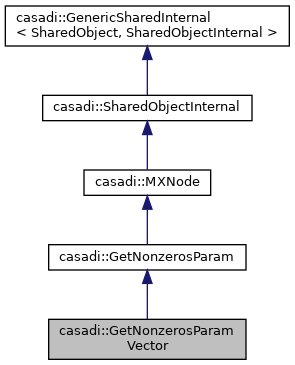 casadi::GenericSharedInternal
< SharedObject, SharedObjectInternal >
casadi::SharedObjectInternal
casadi::MXNode
casadi::GetNonzerosParam
casadi::GetNonzerosParam
Vector